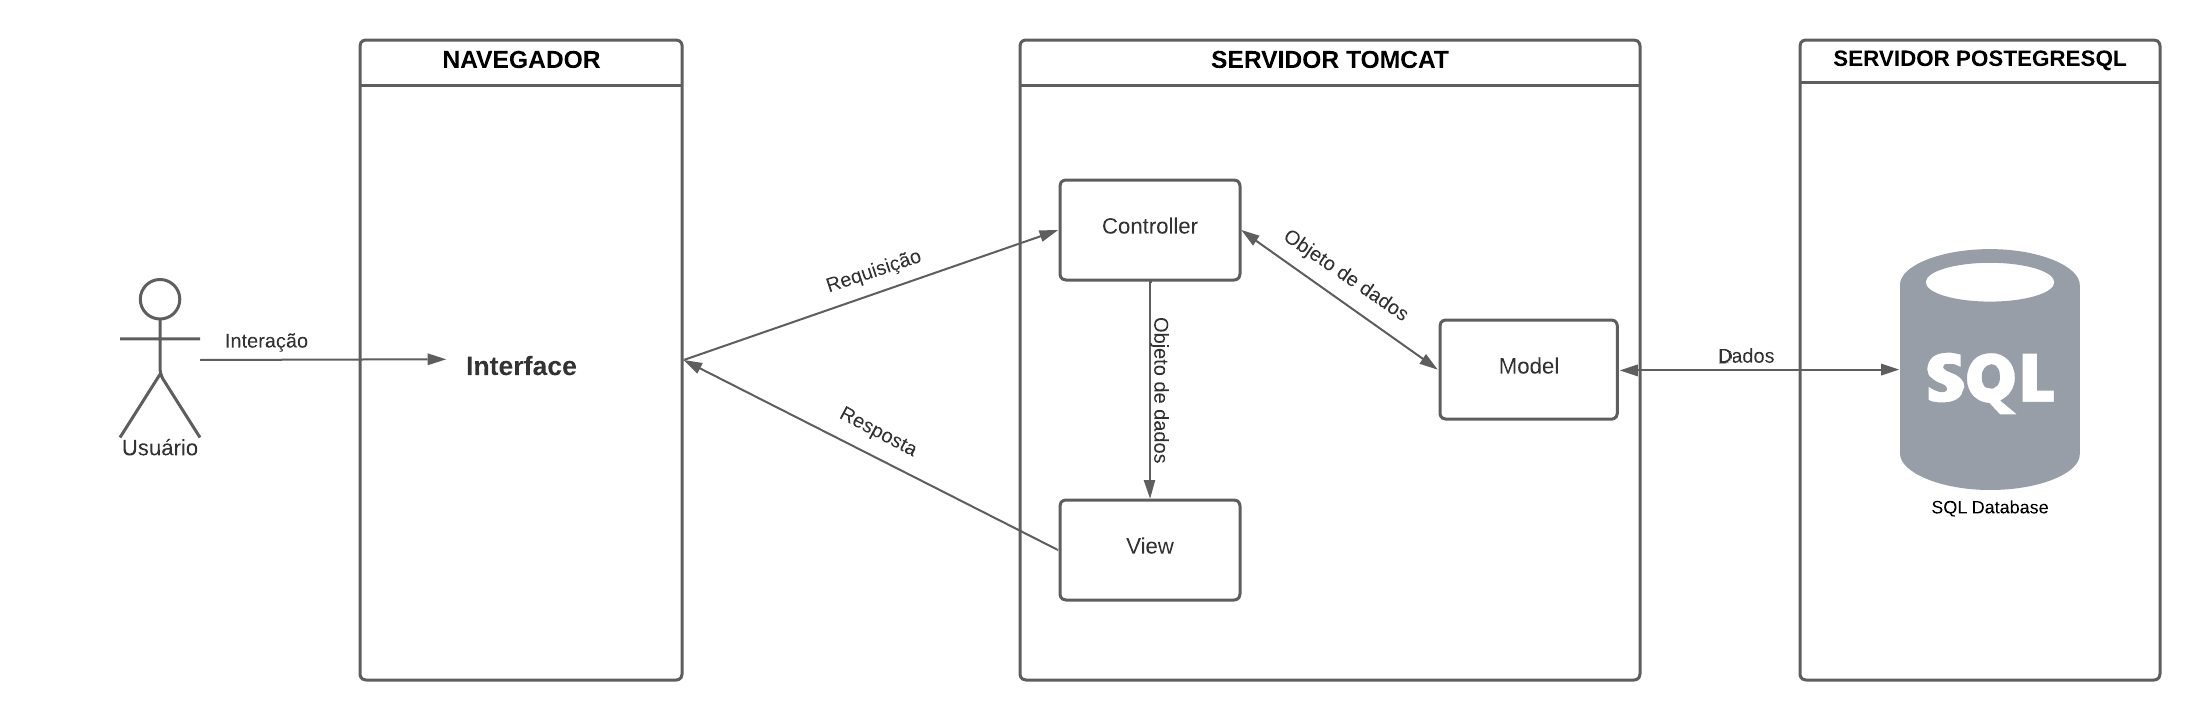 NAVEGADOR
SERVIDOR TOMCAT
SERVIDOR POSTEGRESQL
Controller
Requisição
Objeto de dados
Interação
Interface
Objeto de dados
Model
Dados
SQL
Usuário
Resposta
View
SQL Database